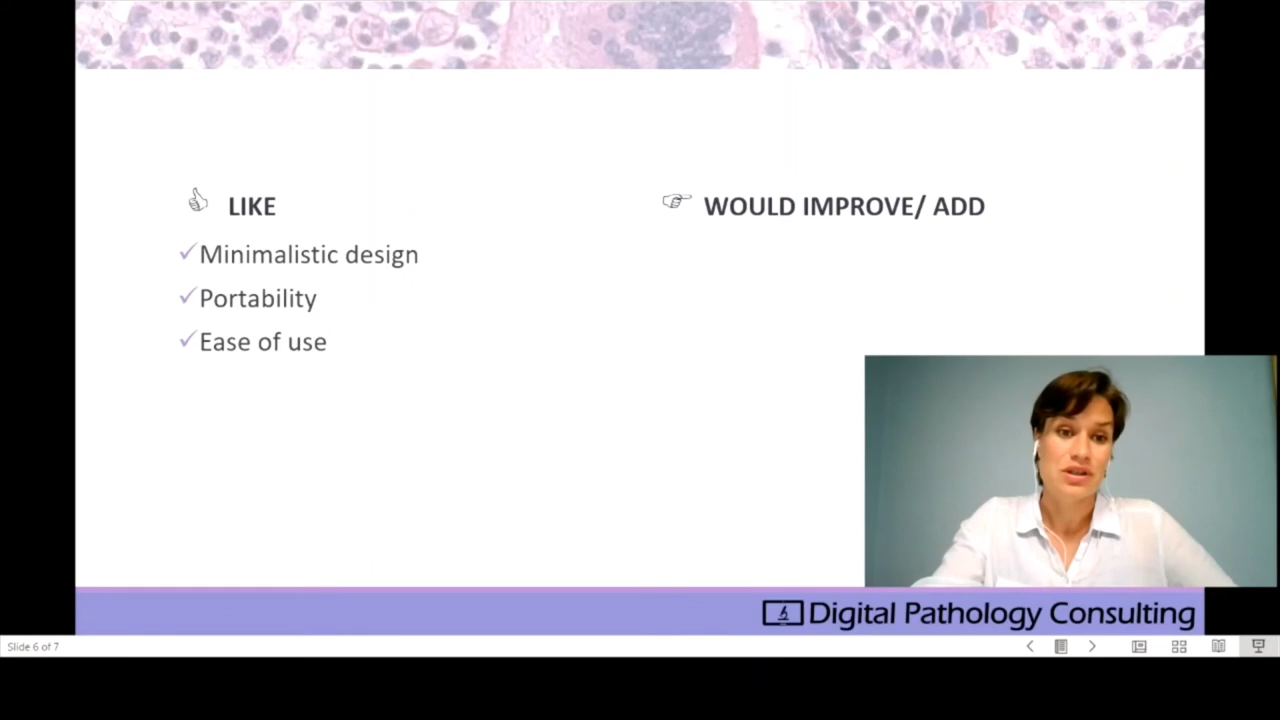 LIKE
Minimalistic design
Portability
Ease of use
WOULD IMPROVE/ ADD
Digital Pathology Consulting
Slide 6 of 7